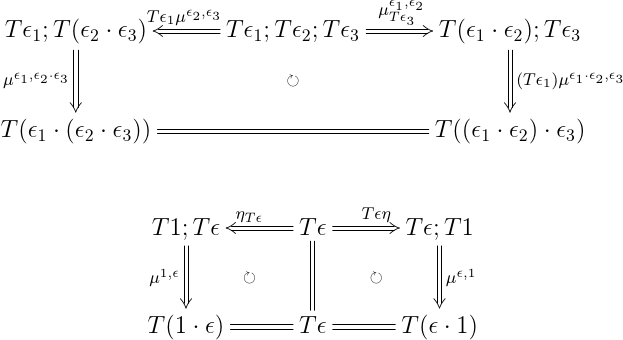 Tϵ₁; T(ϵ₂ · ϵ₃) ⟸ Tϵ₁μ^{ϵ₂,ϵ₃} Tϵ₁; Tϵ₂; Tϵ₃ ⟹ μ^{ϵ₁,ϵ₂}_{Tϵ₃} T(ϵ₁ · ϵ₂); Tϵ₃
μ^{ϵ₁,ϵ₂·ϵ₃} ⇓ ↻ ⇓ (Tϵ₁)μ^{ϵ₁·ϵ₂,ϵ₃}
T(ϵ₁ · (ϵ₂ · ϵ₃)) ═ T((ϵ₁ · ϵ₂) · ϵ₃)
T1; Tϵ ⟸ η_{Tϵ} Tϵ ⟹ Tϵη Tϵ; T1
μ^{1,ϵ} ⇓ ↻ ‖ ↻ ⇓ μ^{ϵ,1}
T(1 · ϵ) ═ Tϵ ═ T(ϵ · 1)